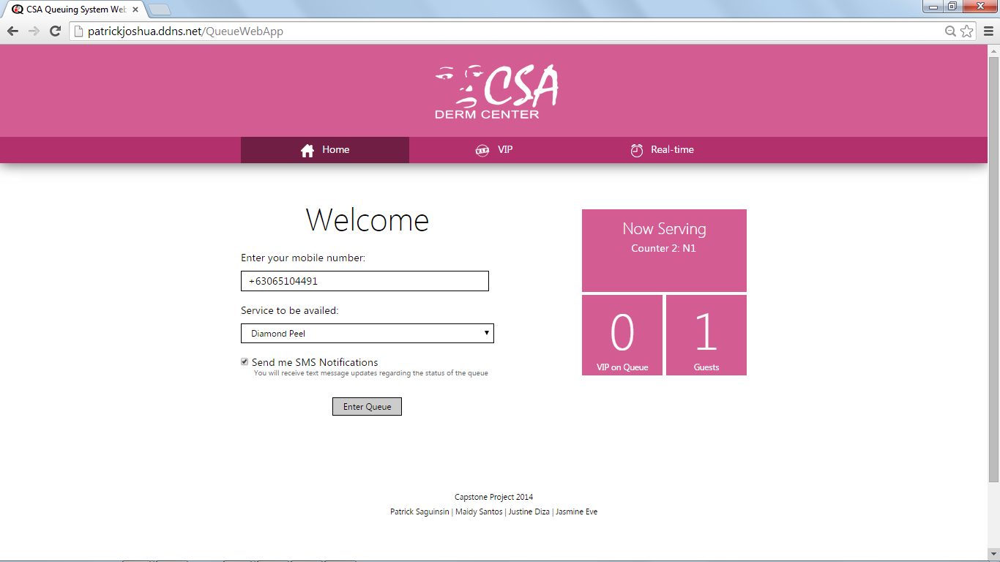 CSA Queuing System Web
patrickjoshua.ddns.net/QueueWebApp
CSA
DERM CENTER
Home
VIP
Real-time
Welcome
Enter your mobile number:
+63065104491
Service to be availed:
Diamond Peel
Send me SMS Notifications
You will receive text message updates regarding the status of the queue
Enter Queue
Now Serving
Counter 2: N1
0
VIP on Queue
1
Guests
Capstone Project 2014
Patrick Saguinsin | Maidy Santos | Justine Diza | Jasmine Eve